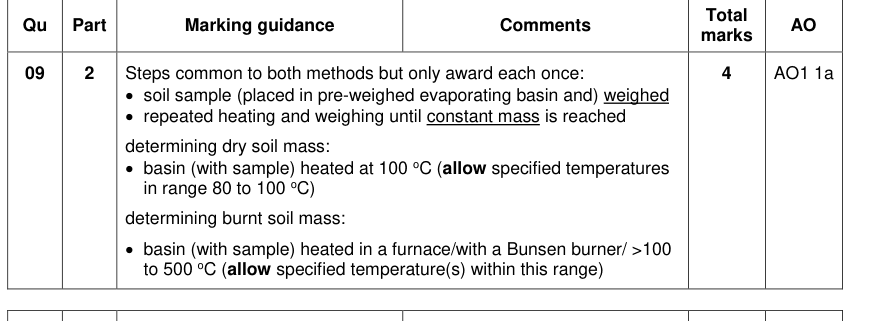 Qu Part Marking guidance Comments Total marks AO
09 2 Steps common to both methods but only award each once: 4 AO1 1a
• soil sample (placed in pre-weighed evaporating basin and) weighed
• repeated heating and weighing until constant mass is reached
determining dry soil mass:
• basin (with sample) heated at 100 ºC (allow specified temperatures
in range 80 to 100 ºC)
determining burnt soil mass:
• basin (with sample) heated in a furnace/with a Bunsen burner/ >100
to 500 ºC (allow specified temperature(s) within this range)